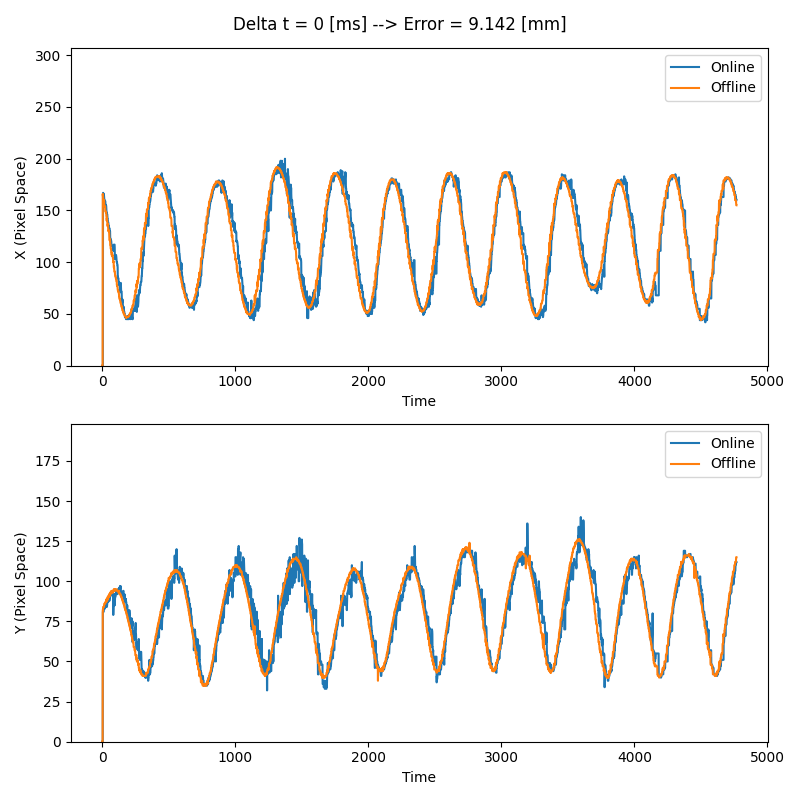 Delta t = 0 [ms] --> Error = 9.142 [mm]
300
250
200
150
100
50
0
X (Pixel Space)
Online
Offline
0 1000 2000 3000 4000 5000
Time
175
150
125
100
75
50
25
0
Y (Pixel Space)
Online
Offline
0 1000 2000 3000 4000 5000
Time